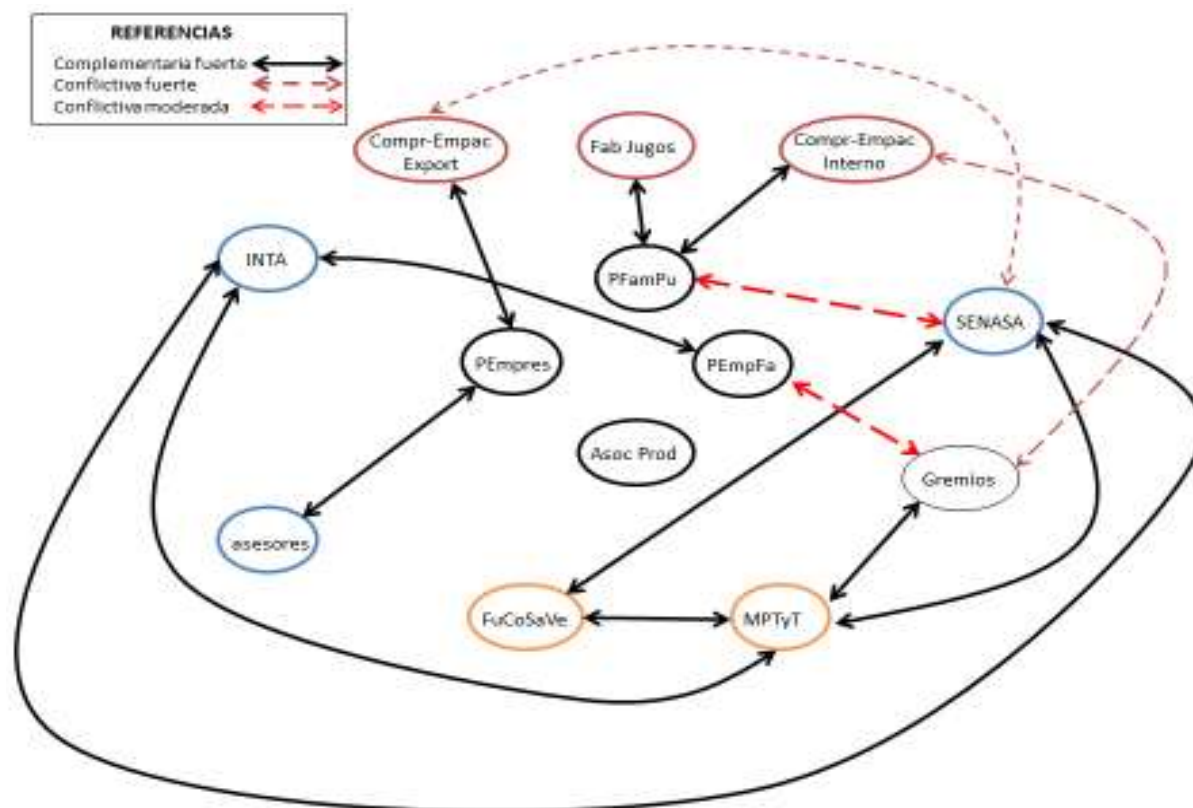 REFERENCIAS
Complementaria fuerte
Conflictiva fuerte
Conflictiva moderada
Compr-Empac
Export
Fab Jugos
Compr-Empac
Interno
INTA
PFamPu
SENASA
PEmpres
PEmpFa
Asoc Prod
Gremios
asesores
FuCoSaVe
MPTyT